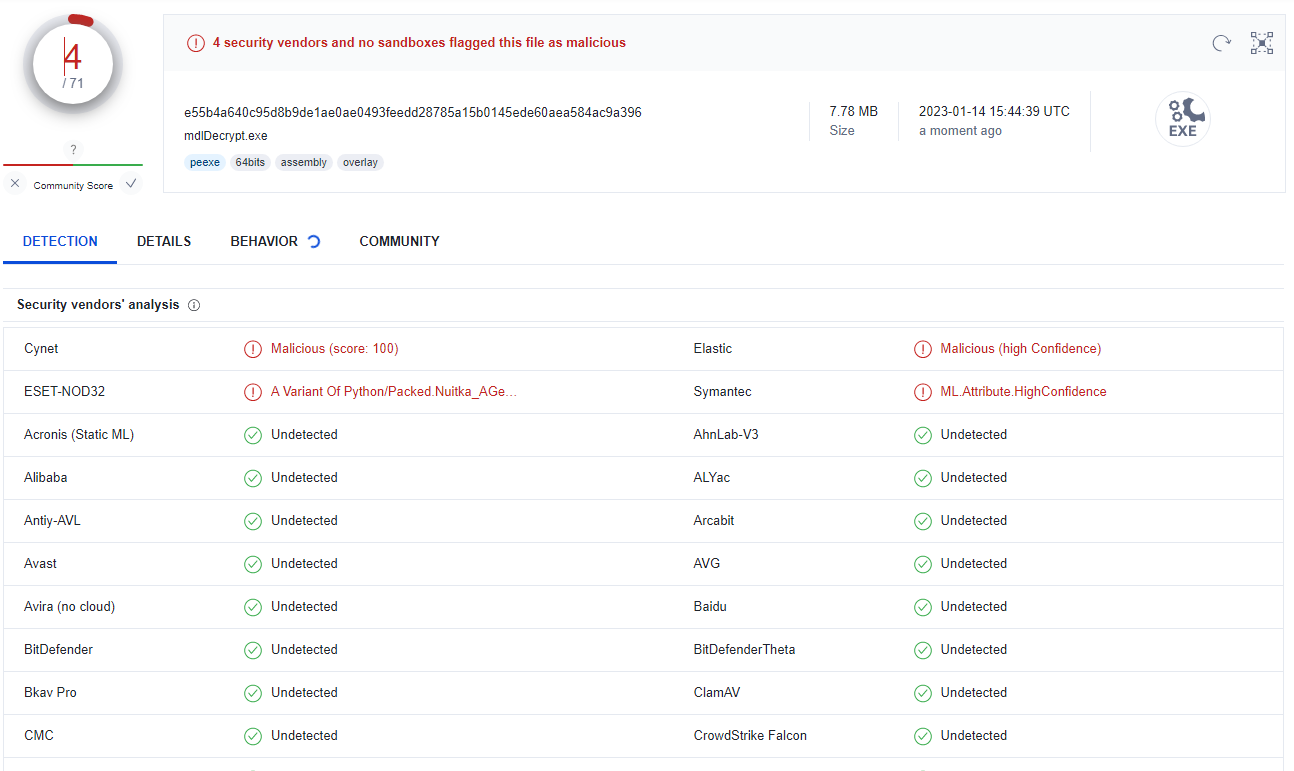 4
/ 71
?
Community Score
4 security vendors and no sandboxes flagged this file as malicious
e55b4a640c95d8b9de1ae0ae0493feedd28785a15b0145ede60aea584ac9a396
mdlDecrypt.exe
peexe 64bits assembly overlay
7.78 MB
Size
2023-01-14 15:44:39 UTC
a moment ago
EXE
DETECTION DETAILS BEHAVIOR COMMUNITY
Security vendors' analysis
Cynet Malicious (score: 100) Elastic Malicious (high Confidence)
ESET-NOD32 A Variant Of Python/Packed.Nuitka_AGe... Symantec ML.Attribute.HighConfidence
Acronis (Static ML) Undetected AhnLab-V3 Undetected
Alibaba Undetected ALYac Undetected
Antiy-AVL Undetected Arcabit Undetected
Avast Undetected AVG Undetected
Avira (no cloud) Undetected Baidu Undetected
BitDefender Undetected BitDefenderTheta Undetected
Bkav Pro Undetected ClamAV Undetected
CMC Undetected CrowdStrike Falcon Undetected